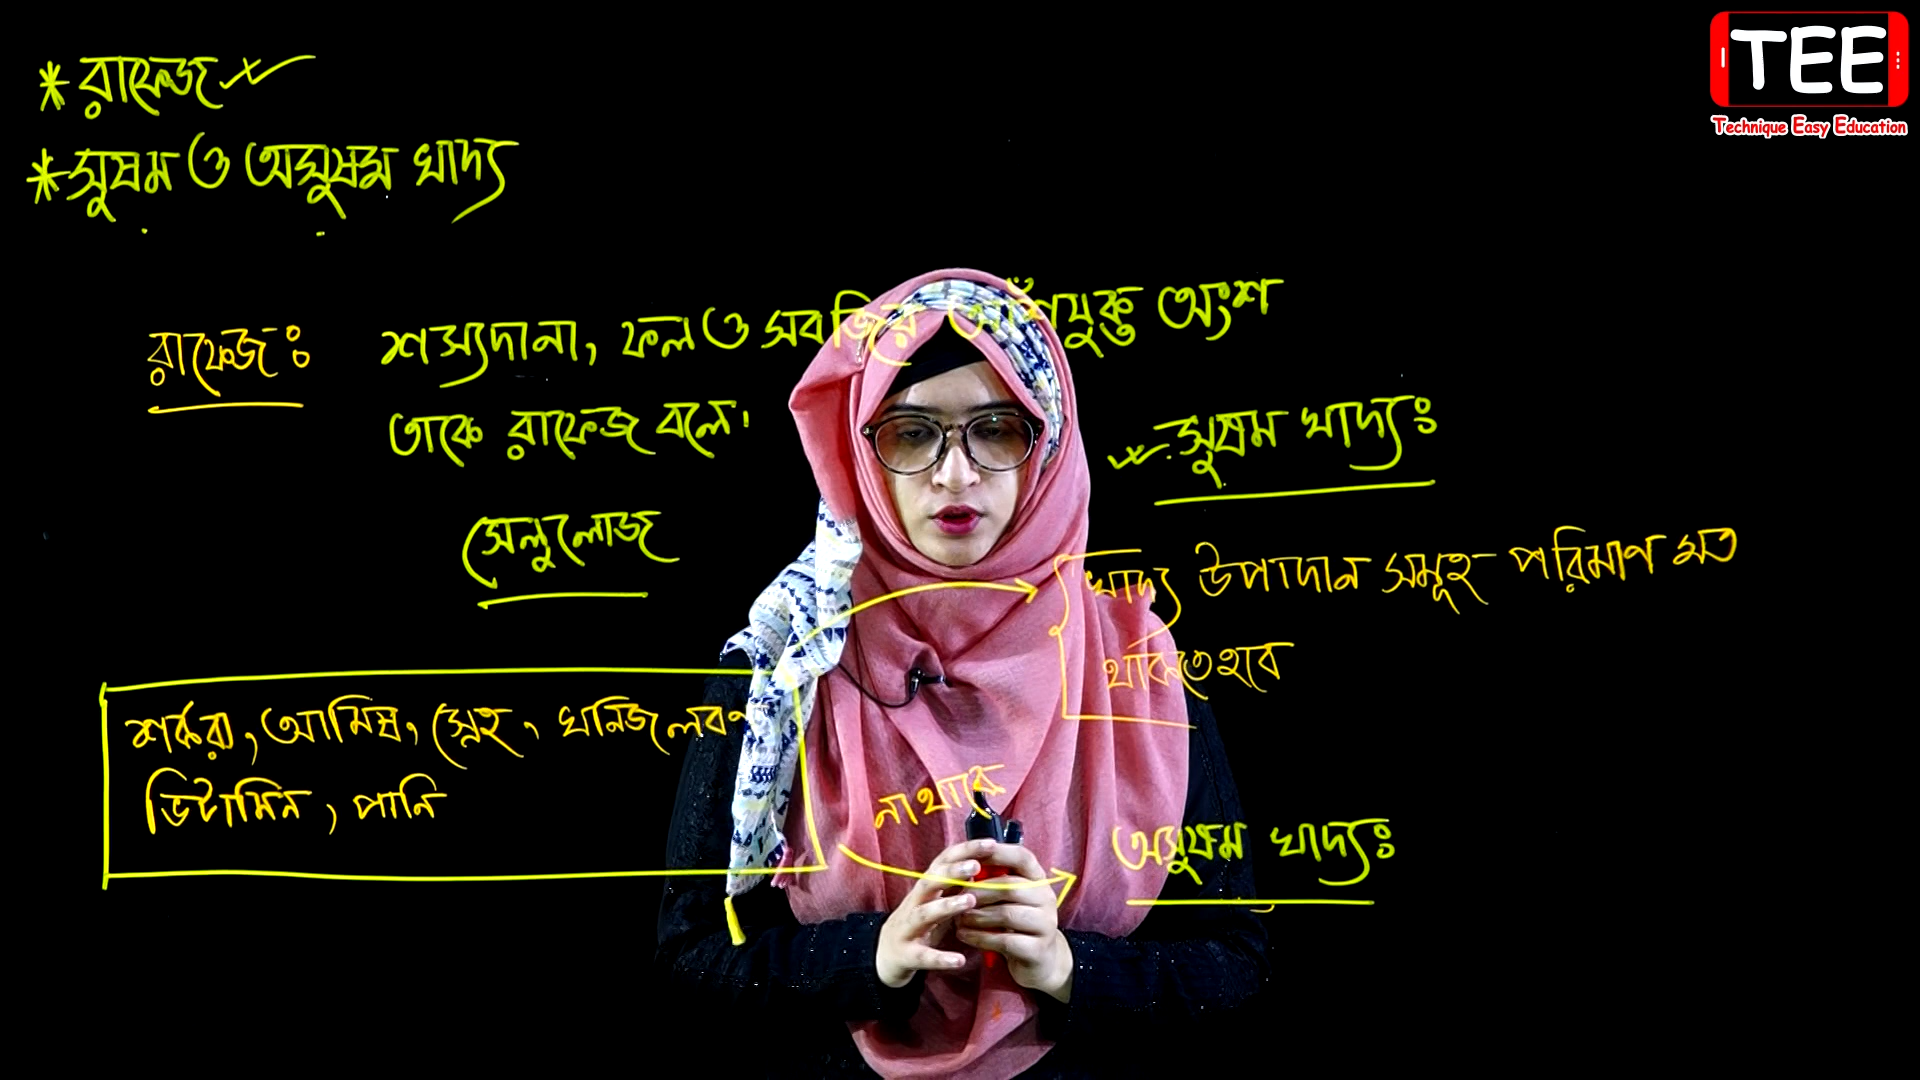 * রাফেজ
* সুষম ও অসুষম খাদ্য
রাফেজঃ শস্যদানা, ফল ও সবজির আঁশযুক্ত অংশ
তাকে রাফেজ বলে।
সেলুলোজ
সুষম খাদ্যঃ
খাদ্য উপাদান সমূহ পরিমাণ মত
থাকতে হবে
শর্করা, আমিষ, স্নেহ, খনিজ লবণ
ভিটামিন, পানি
না থাকে
অসুষম খাদ্যঃ
TEE
Technique Easy Education